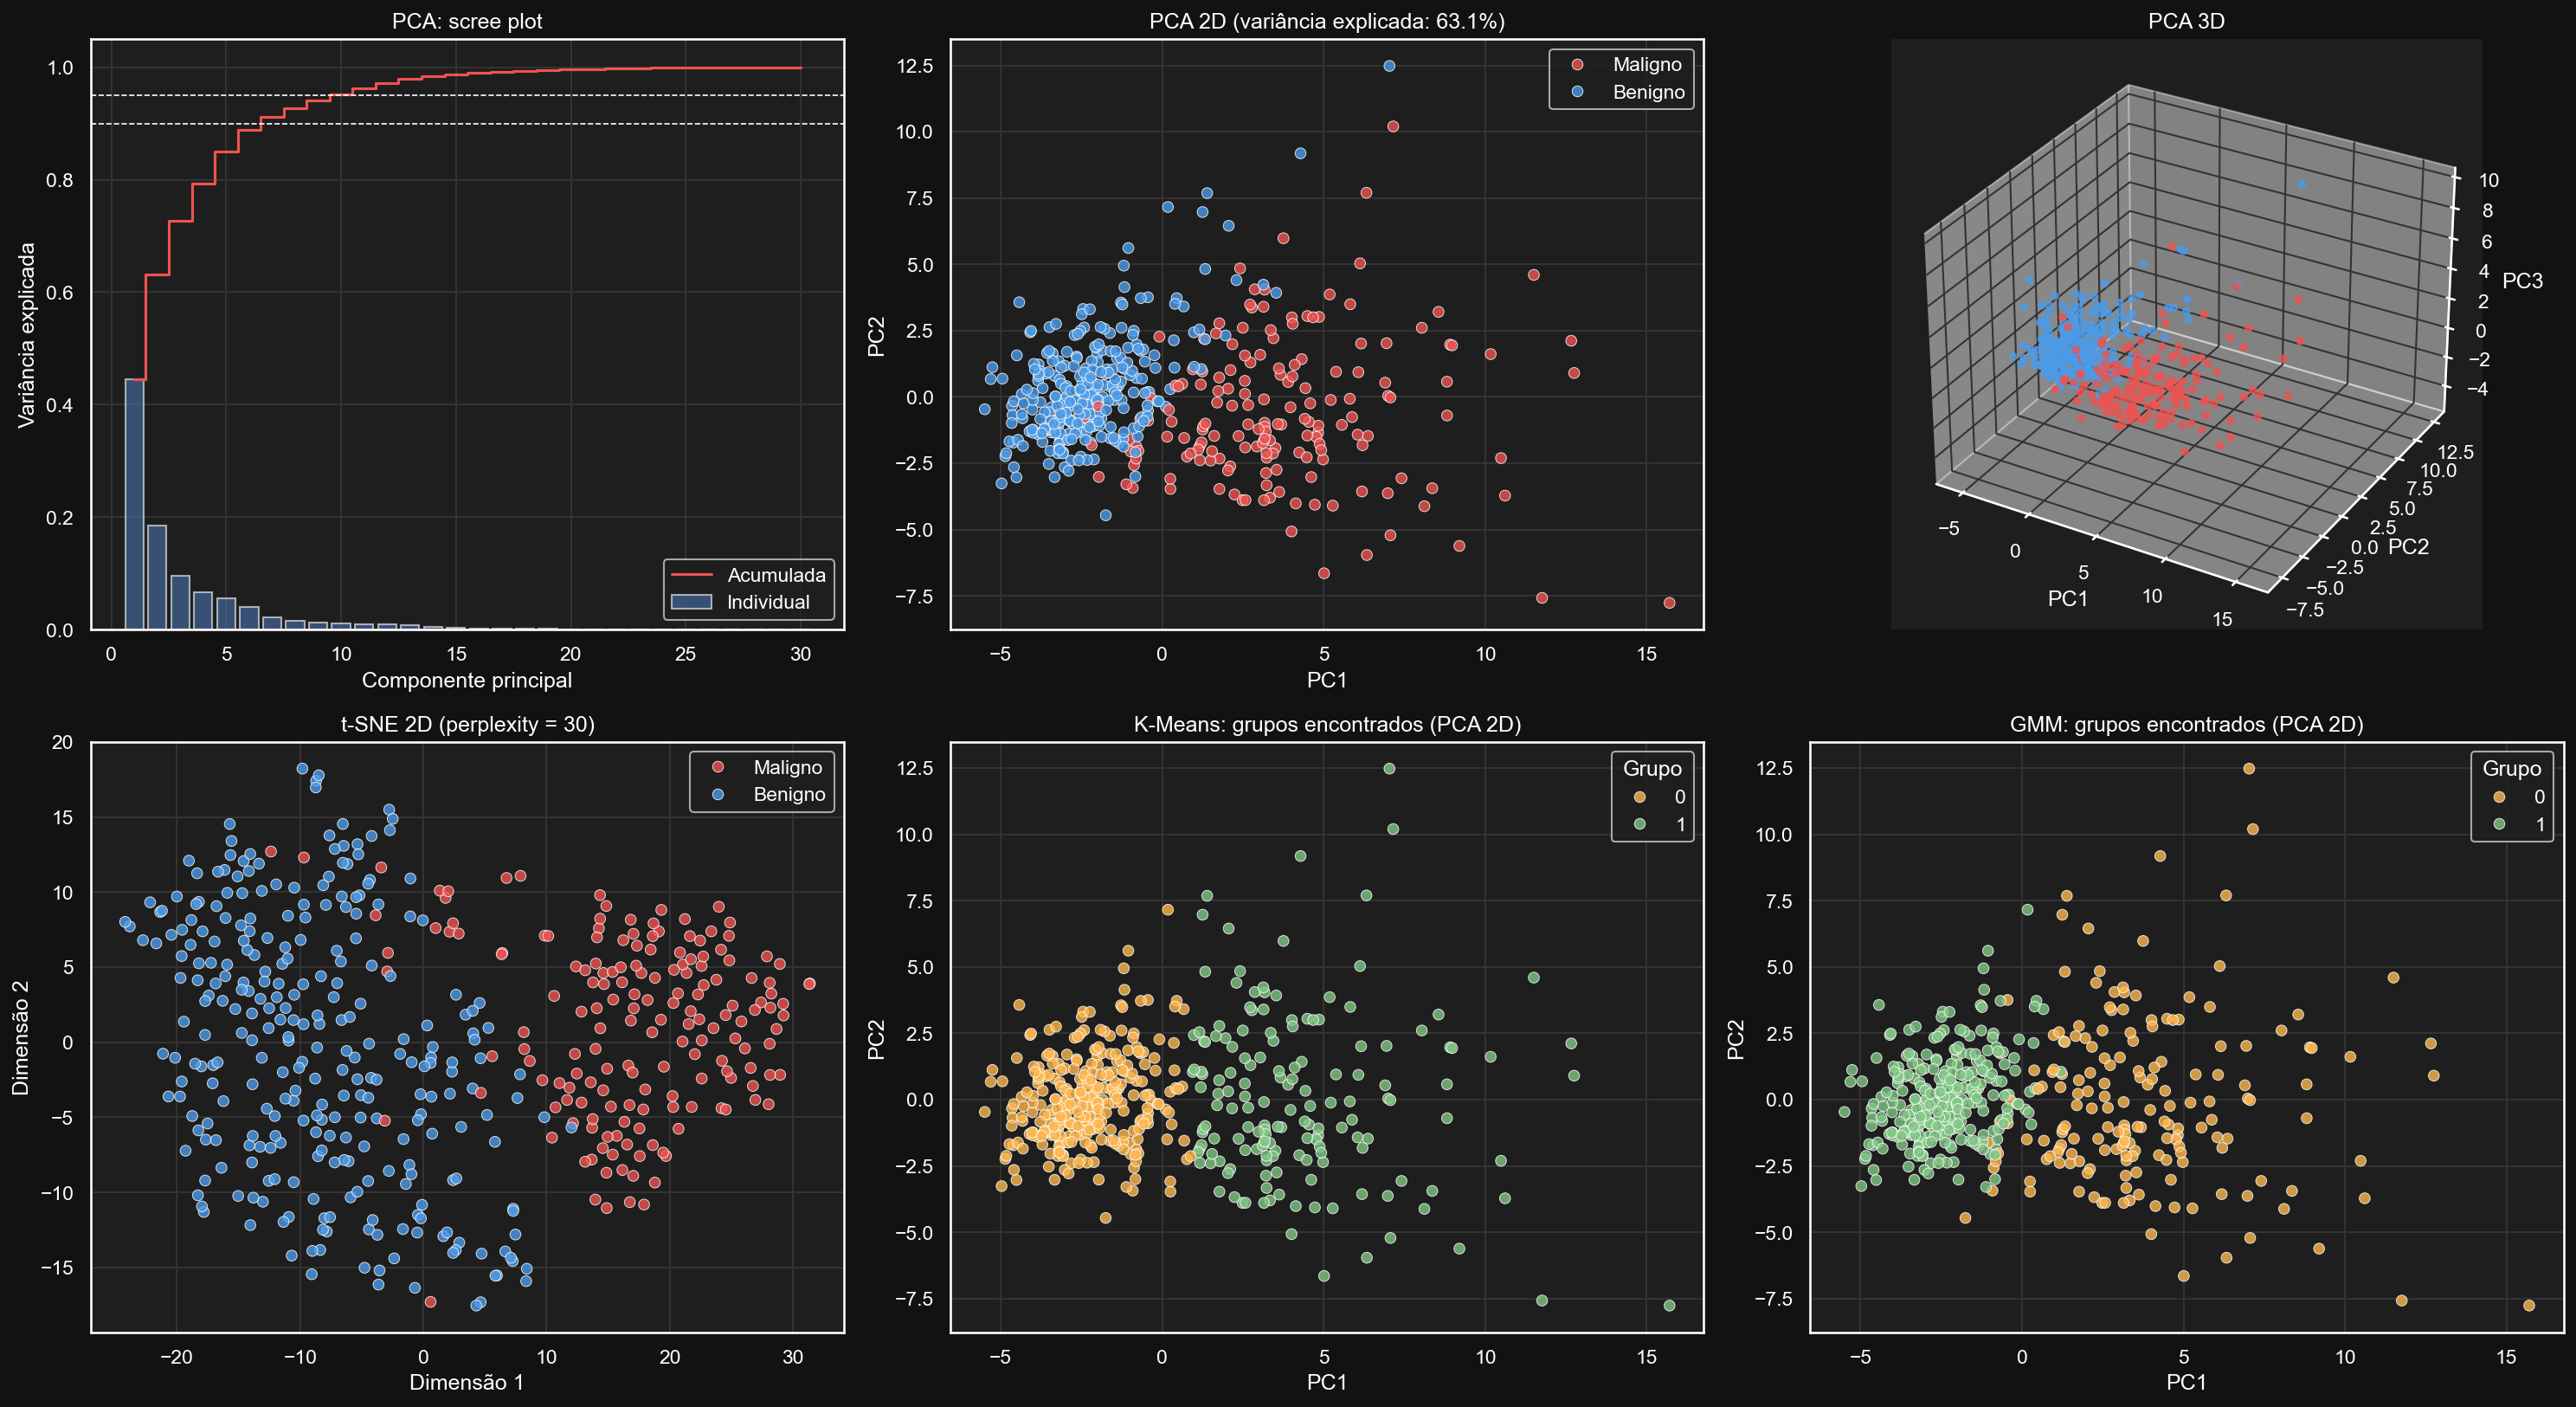 PCA: scree plot
1.0
0.8
0.6
0.4
0.2
0.0
Variância explicada
Acumulada
Individual
0 5 10 15 20 25 30
Componente principal
PCA 2D (variância explicada: 63.1%)
12.5
10.0
7.5
5.0
2.5
0.0
−2.5
−5.0
−7.5
PC2
Maligno
Benigno
−5 0 5 10 15
PC1
PCA 3D
10
8
6
4
2
0
−2
−4
PC3
12.5
10.0
7.5
5.0
2.5
0.0
−2.5
−5.0
−7.5
PC2
−5
0
5
10
15
PC1
t-SNE 2D (perplexity = 30)
20
15
10
5
0
−5
−10
−15
Dimensão 2
Maligno
Benigno
−20 −10 0 10 20 30
Dimensão 1
K-Means: grupos encontrados (PCA 2D)
12.5
10.0
7.5
5.0
2.5
0.0
−2.5
−5.0
−7.5
PC2
Grupo
0
1
−5 0 5 10 15
PC1
GMM: grupos encontrados (PCA 2D)
12.5
10.0
7.5
5.0
2.5
0.0
−2.5
−5.0
−7.5
PC2
Grupo
0
1
−5 0 5 10 15
PC1